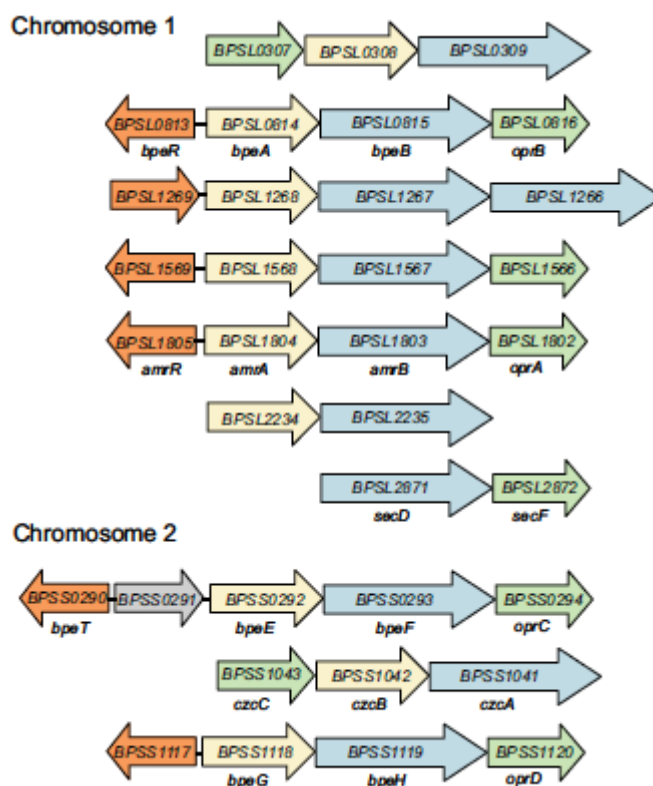 Chromosome 1
BPSL0307 BPSL0308 BPSL0309
BPSL0813 BPSL0814 BPSL0815 BPSL0816
bpeR bpeA bpeB oprB
BPSL1269 BPSL1268 BPSL1267 BPSL1266
BPSL1569 BPSL1568 BPSL1567 BPSL1566
BPSL1805 BPSL1804 BPSL1803 BPSL1802
amrR amrA amrB oprA
BPSL2234 BPSL2235
BPSL2871 BPSL2872
secD secF
Chromosome 2
BPSS0290 BPSS0291 BPSS0292 BPSS0293 BPSS0294
bpeT bpeE bpeF oprC
BPSS1043 BPSS1042 BPSS1041
czcC czcB czcA
BPSS1117 BPSS1118 BPSS1119 BPSS1120
bpeG bpeH oprD